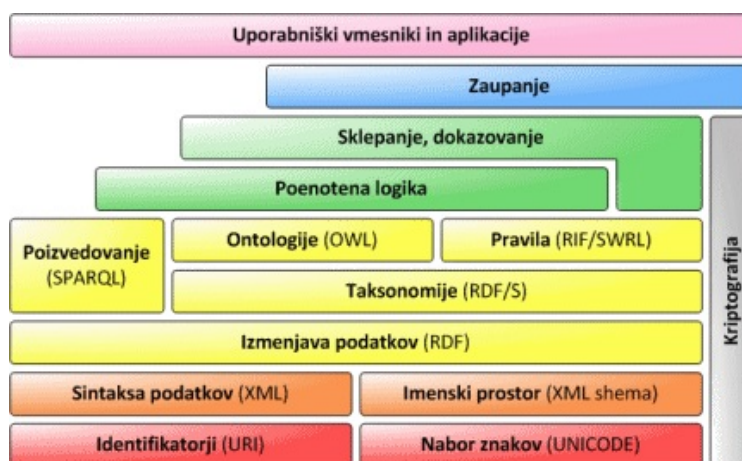 Uporabniški vmesniki in aplikacije
Zaupanje
Sklepanje, dokazovanje
Poenotena logika
Poizvedovanje
(SPARQL)
Ontologije (OWL)
Pravila (RIF/SWRL)
Taksonomije (RDF/S)
Izmenjava podatkov (RDF)
Sintaksa podatkov (XML)
Imenski prostor (XML shema)
Identifikatorji (URI)
Nabor znakov (UNICODE)
Kriptografija